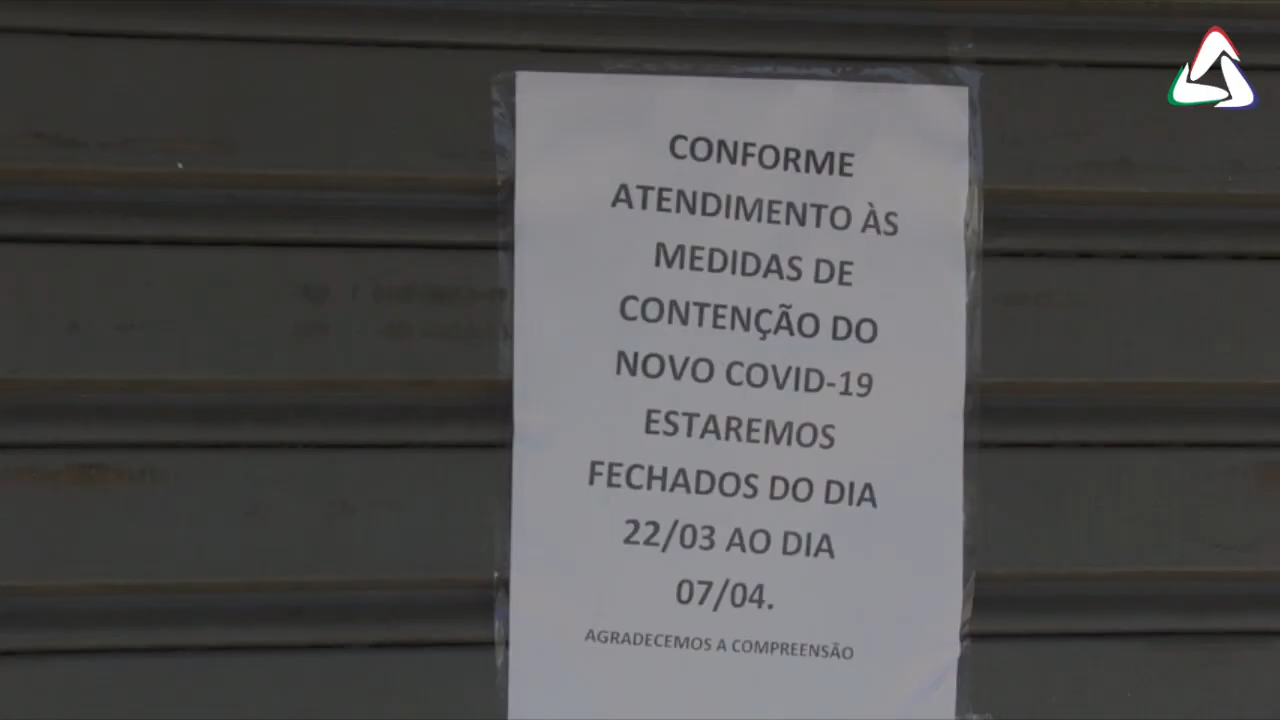 CONFORME
ATENDIMENTO ÀS
MEDIDAS DE
CONTENÇÃO DO
NOVO COVID-19
ESTAREMOS
FECHADOS DO DIA
22/03 AO DIA
07/04.
AGRADECEMOS A COMPREENSÃO